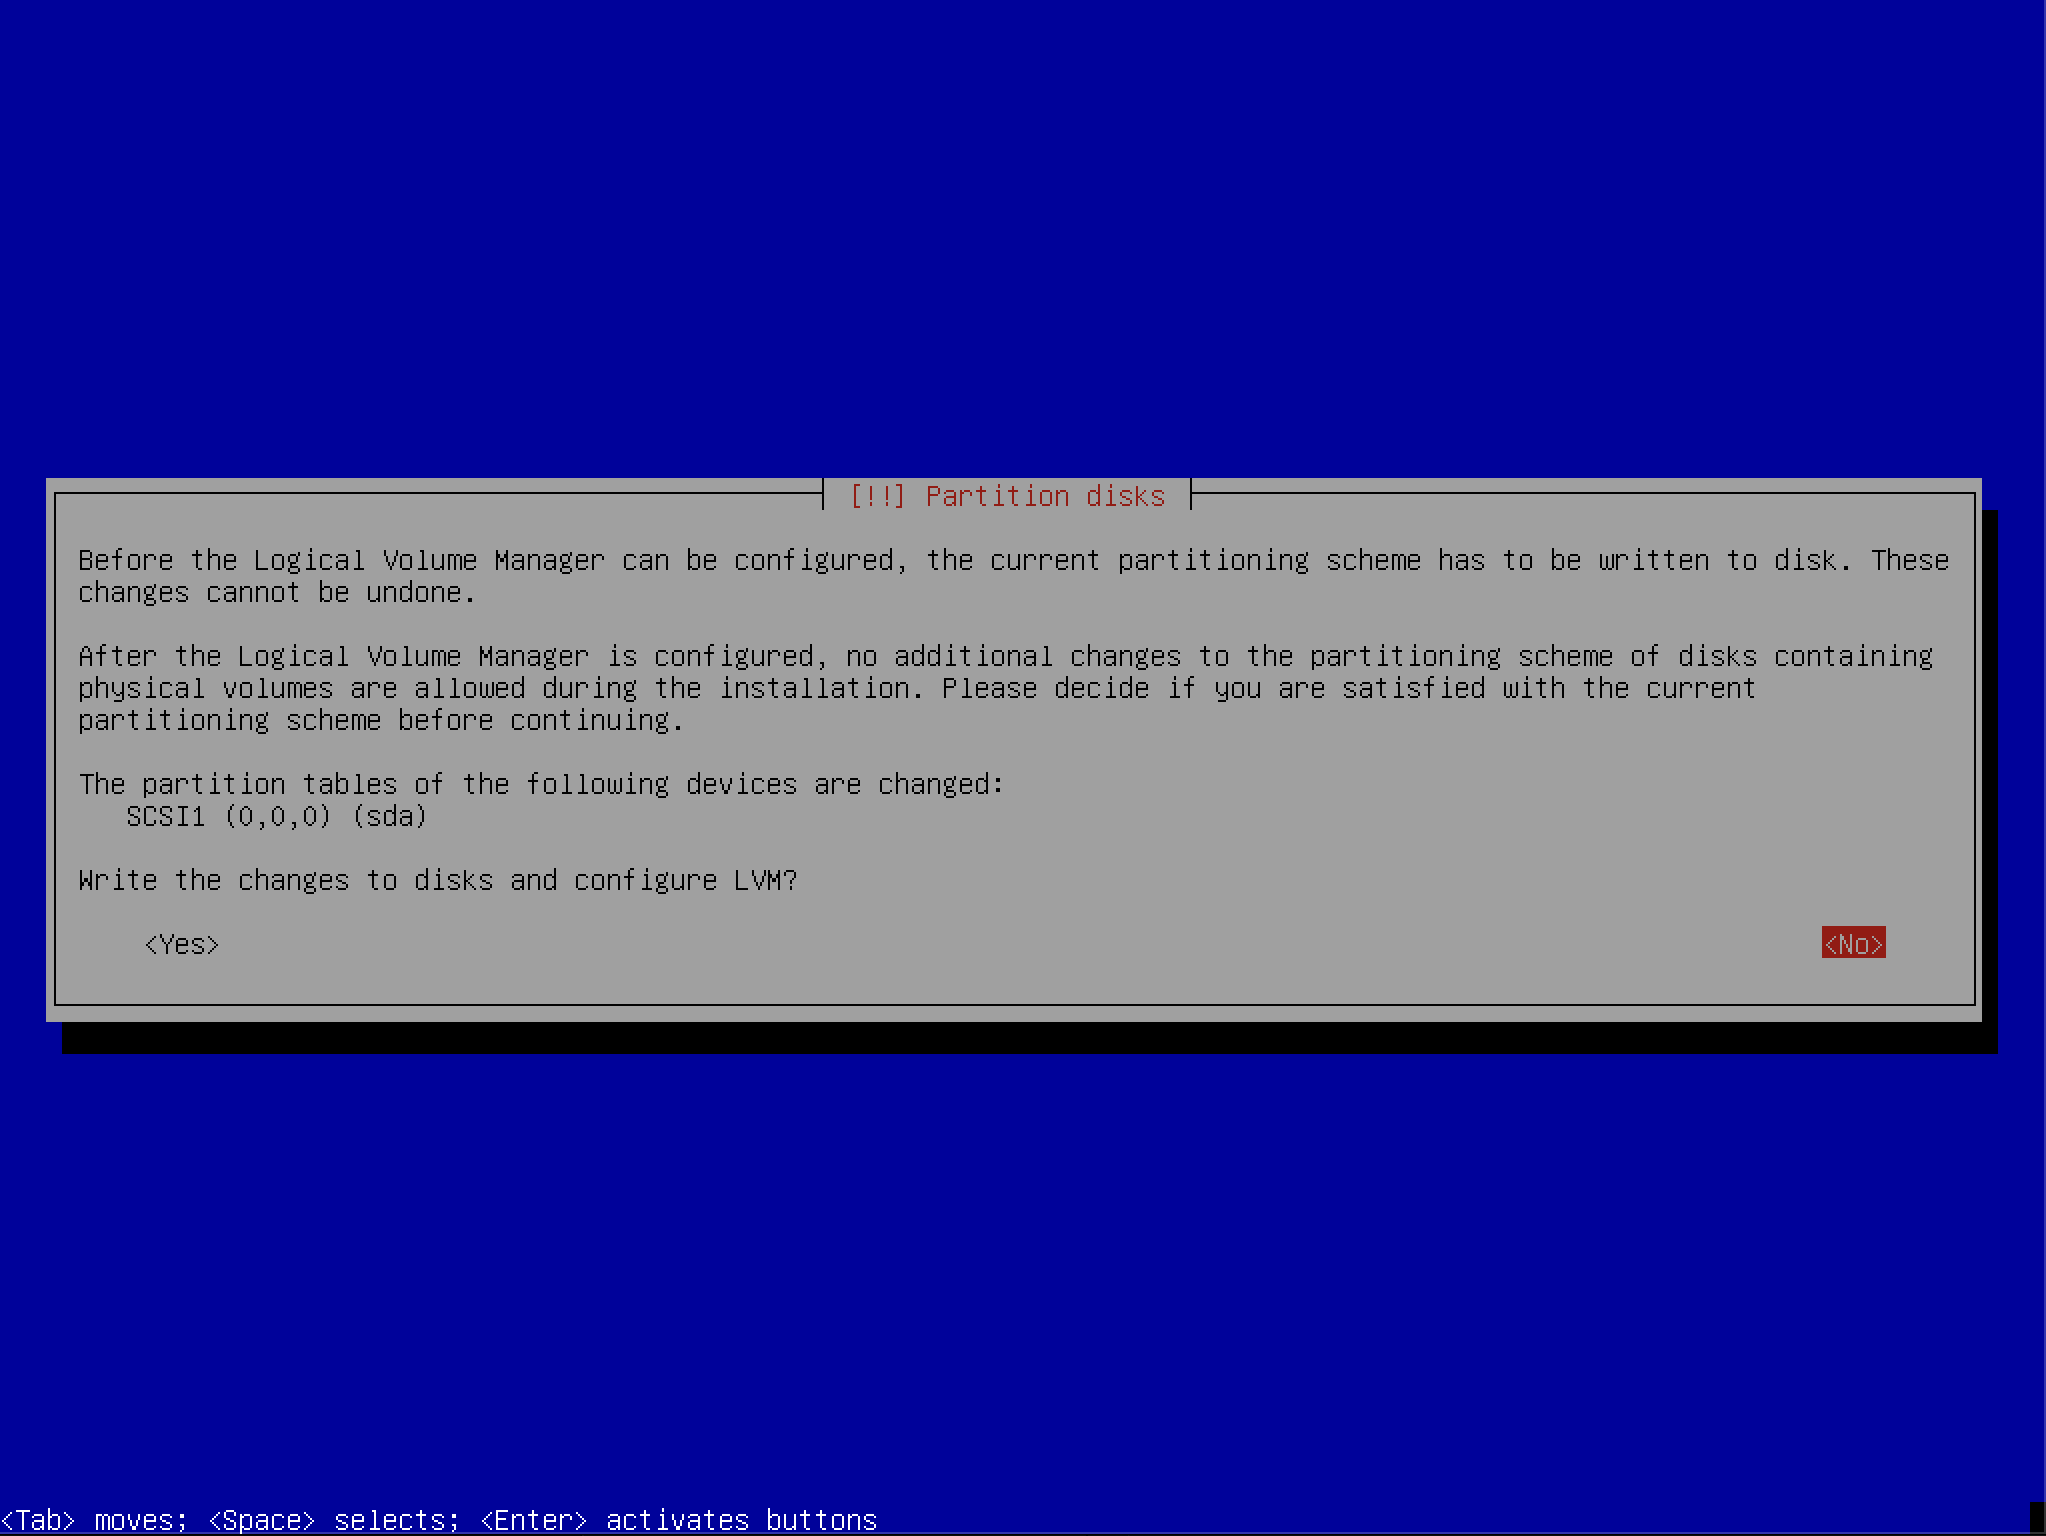 [!!] Partition disks
Before the Logical Volume Manager can be configured, the current partitioning scheme has to be written to disk. These
changes cannot be undone.
After the Logical Volume Manager is configured, no additional changes to the partitioning scheme of disks containing
physical volumes are allowed during the installation. Please decide if you are satisfied with the current
partitioning scheme before continuing.
The partition tables of the following devices are changed:
SCSI1 (0,0,0) (sda)
Write the changes to disks and configure LVM?
<Yes> <No>
<Tab> moves; <Space> selects; <Enter> activates buttons